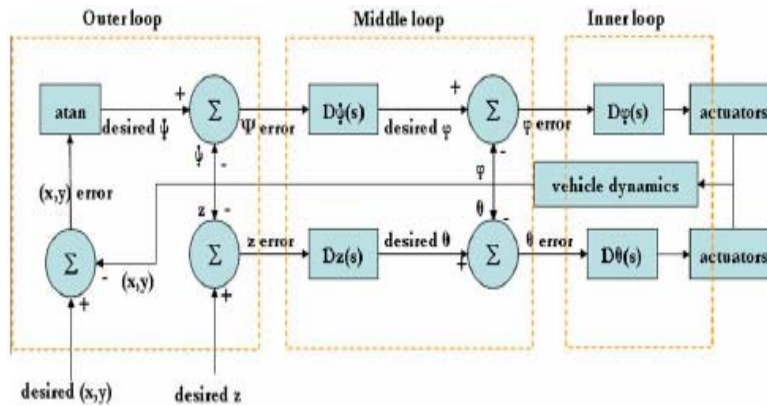 Outer loop
Middle loop
Inner loop
atan
+
Σ
Dψ̇(s)
+
Σ
Dφ(s)
actuators
desired ψ̇
Ψ error
desired φ
φ error
ψ̇
-
-
φ
(x,y) error
vehicle dynamics
z
-
θ
-
Σ
Σ
z error
Dz(s)
desired θ
Σ
θ error
Dθ(s)
actuators
-
(x,y)
+
+
+
desired (x,y)
desired z